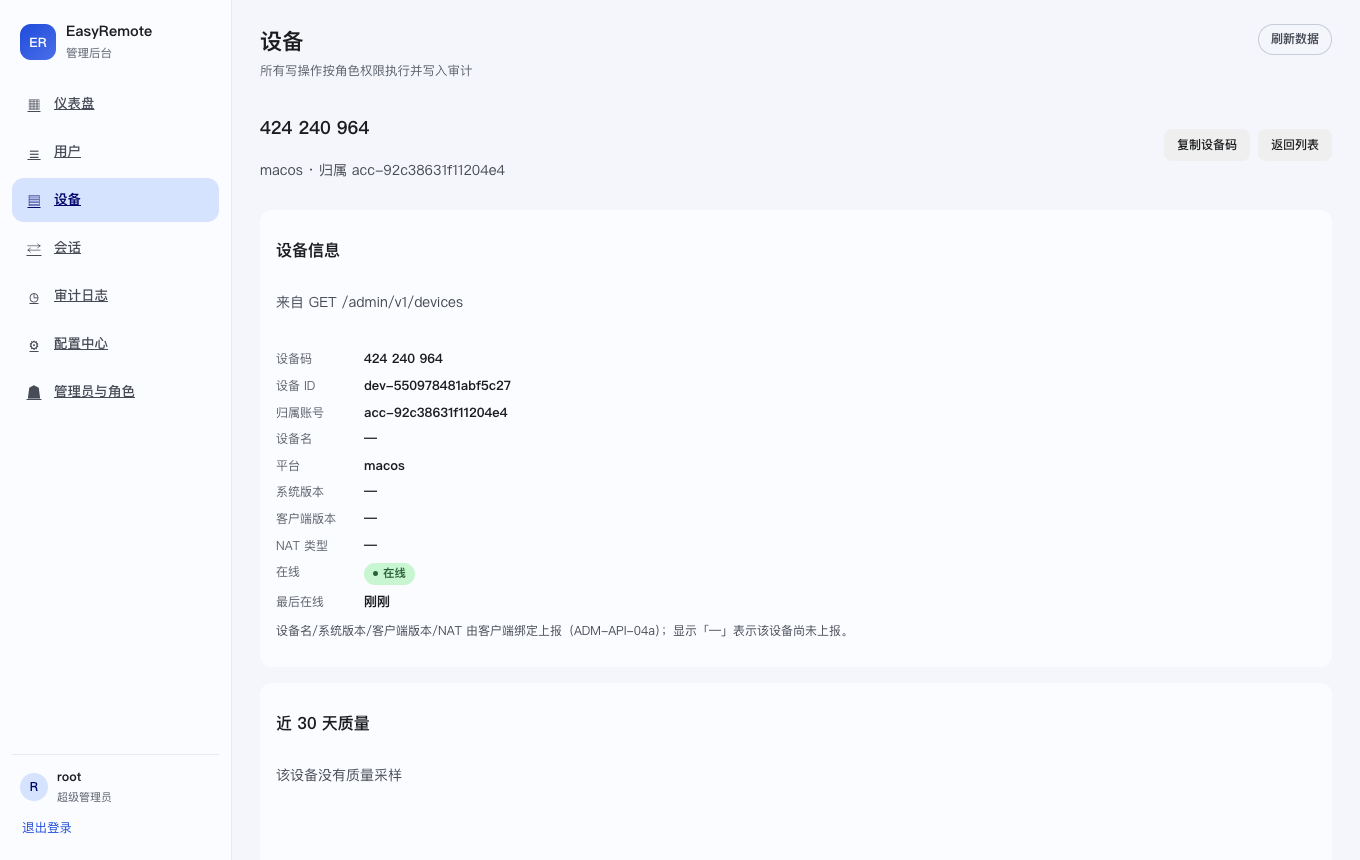 ER
EasyRemote
管理后台
仪表盘
用户
设备
会话
审计日志
配置中心
管理员与角色
R
root
超级管理员
退出登录
设备
所有写操作按角色权限执行并写入审计
刷新数据
424 240 964
macos · 归属 acc-92c38631f11204e4
复制设备码
返回列表
设备信息
来自 GET /admin/v1/devices
设备码 424 240 964
设备 ID dev-550978481abf5c27
归属账号 acc-92c38631f11204e4
设备名 —
平台 macos
系统版本 —
客户端版本 —
NAT 类型 —
在线 在线
最后在线 刚刚
设备名/系统版本/客户端版本/NAT 由客户端绑定上报（ADM-API-04a）；显示「—」表示该设备尚未上报。
近 30 天质量
该设备没有质量采样